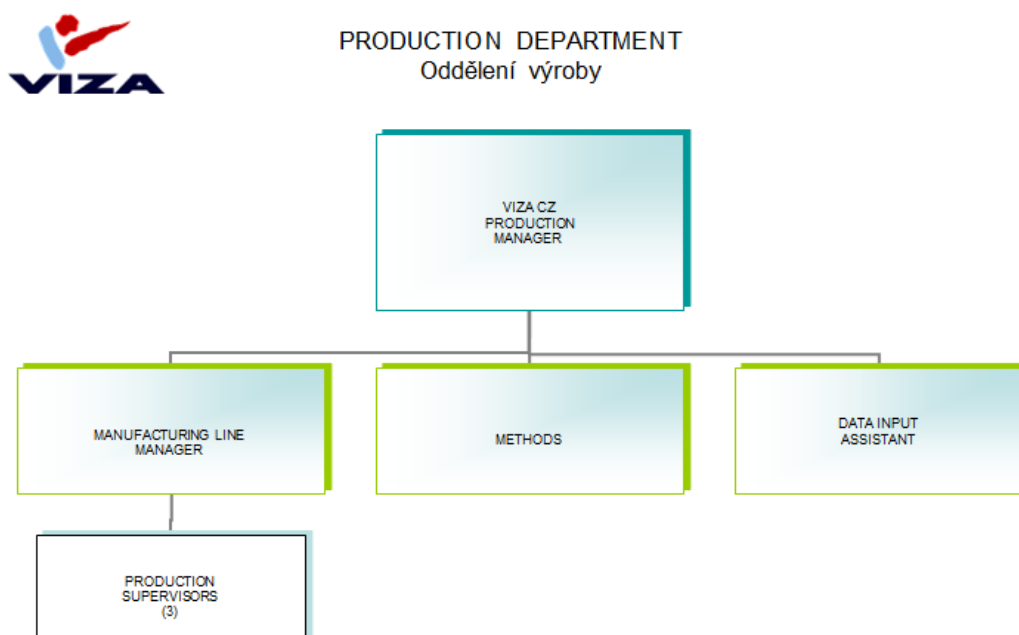 VIZA
PRODUCTION DEPARTMENT
Oddělení výroby
VIZA CZ
PRODUCTION
MANAGER
MANUFACTURING LINE
MANAGER
METHODS
DATA INPUT
ASSISTANT
PRODUCTION
SUPERVISORS
(3)